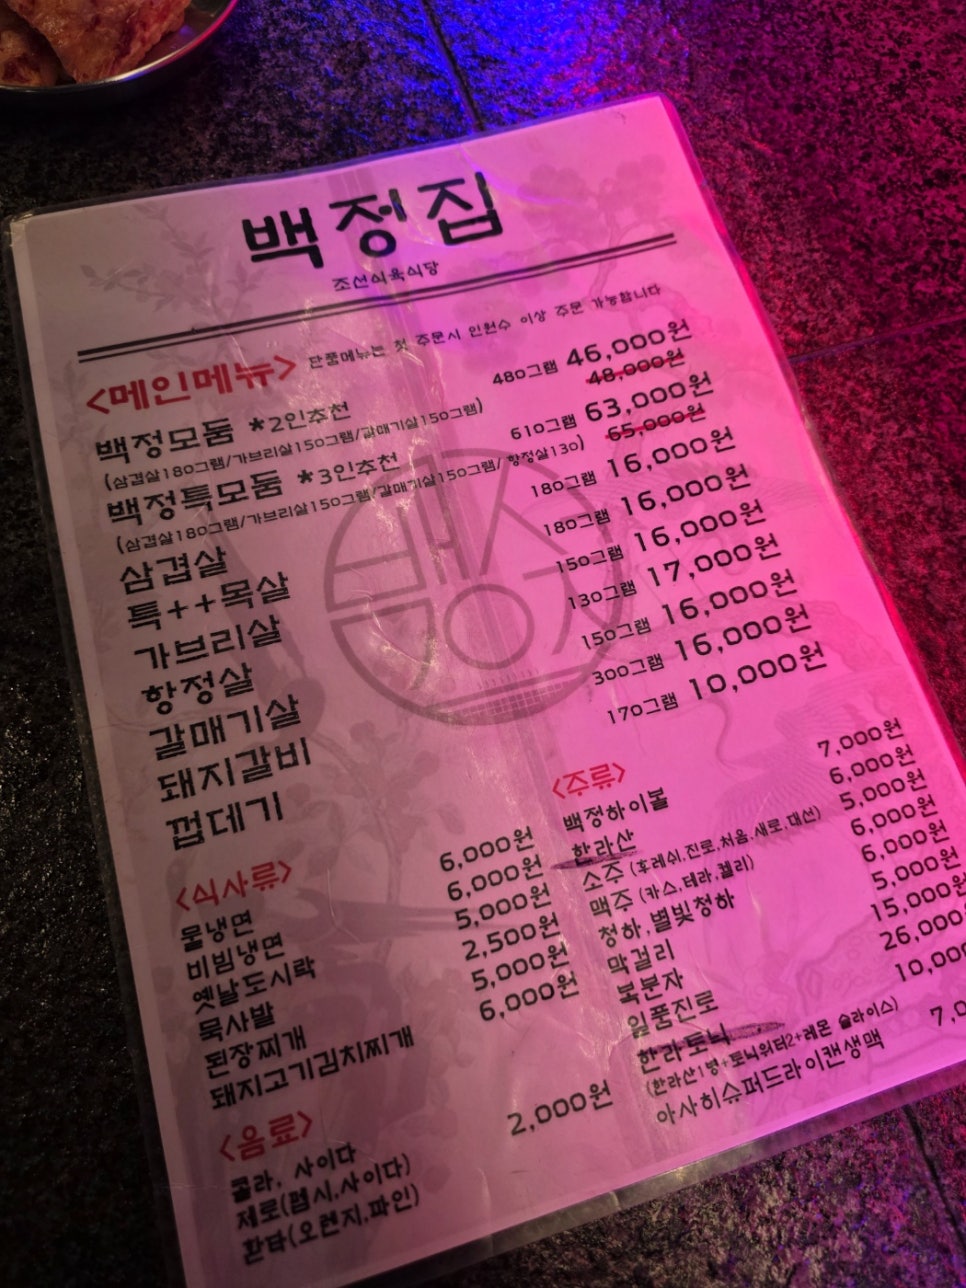 백정집
조선식육식당
<메인메뉴> 단품메뉴는 첫 주문시 인원수 이상 주문 가능합니다
백정모둠 *2인추천 480그램 46,000원
48,000원
(삼겹살180그램/가브리살150그램/갈매기살150그램)
백정특모둠 *3인추천 610그램 63,000원
65,000원
(삼겹살180그램/가브리살150그램/갈매기살150그램/ 항정살130)
삼겹살 180그램 16,000원
특++목살 180그램 16,000원
가브리살 150그램 16,000원
항정살 130그램 17,000원
갈매기살 150그램 16,000원
돼지갈비 300그램 16,000원
껍데기 170그램 10,000원
<식사류>
물냉면 6,000원
비빔냉면 6,000원
옛날도시락 5,000원
묵사발 2,500원
된장찌개 5,000원
돼지고기김치찌개 6,000원
<음료>
콜라, 사이다 2,000원
제로(펩시,사이다)
환타(오렌지,파인)
<주류>
백정하이볼 7,000원
한라산 6,000원
소주 (후레쉬,진로,처음,새로,대선) 5,000원
맥주 (카스,테라,켈리) 6,000원
청하,별빛청하 6,000원
막걸리 5,000원
복분자 15,000원
일품진로 26,000
한라토닉 10,000
(한라산1병+토닉워터2+레몬 슬라이스)
아사히슈퍼드라이캔생맥 7,0